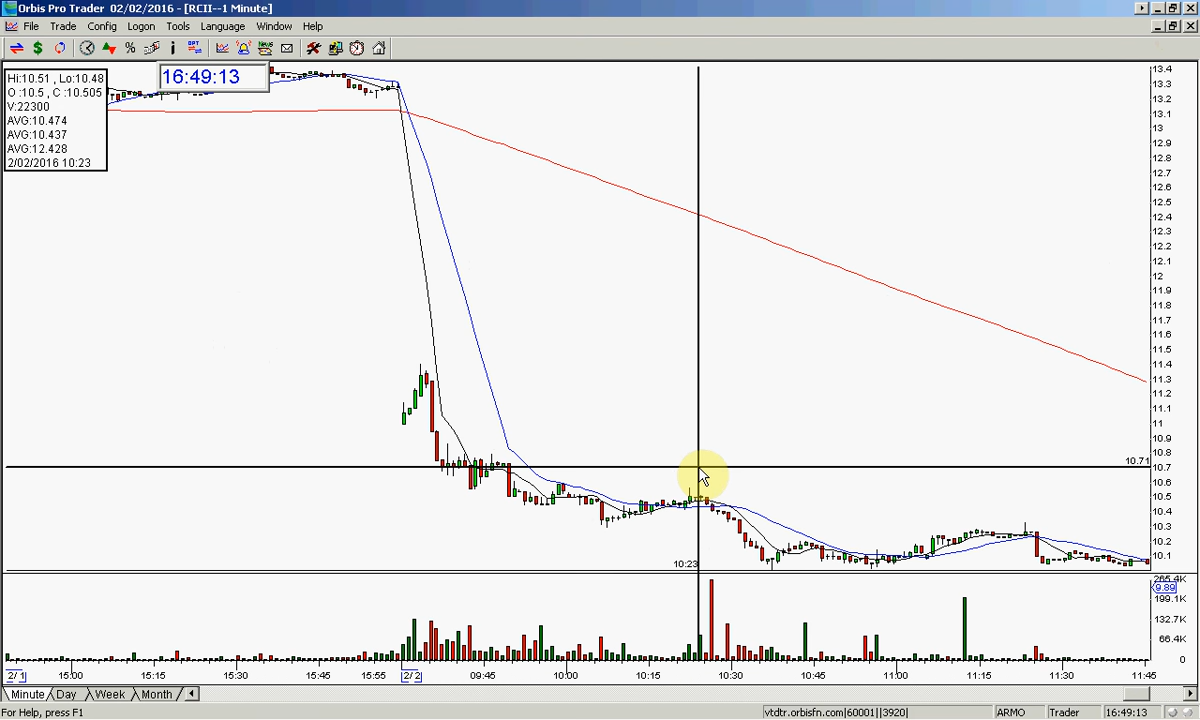 Orbis Pro Trader 02/02/2016 - [RCII--1 Minute]
File Trade Config Logon Tools Language Window Help
Hi:10.51 , Lo:10.48
O :10.5 , C :10.505
V:22300
AVG:10.474
AVG:10.437
AVG:12.428
2/02/2016 10:23
16:49:13
13.4
13.3
13.2
13.1
13
12.9
12.8
12.7
12.6
12.5
12.4
12.3
12.2
12.1
12
11.9
11.8
11.7
11.6
11.5
11.4
11.3
11.2
11.1
11
10.9
10.8
10.71
10.7
10.6
10.5
10.4
10.3
10.2
10.1
10:23
265.4K
9.89
199.1K
132.7K
66.4K
0
2/ 1 15:00 15:15 15:30 15:45 15:55 2/ 2 09:45 10:00 10:15 10:30 10:45 11:00 11:15 11:30 11:45
Minute Day Week Month
For Help, press F1
vtdtr.orbisfn.com|60001||3920| ARMO Trader 16:49:13